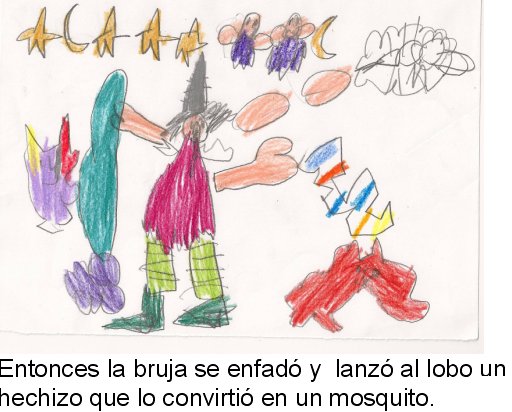 Entonces la bruja se enfadó y  lanzó al lobo un
hechizo que lo convirtió en un mosquito.